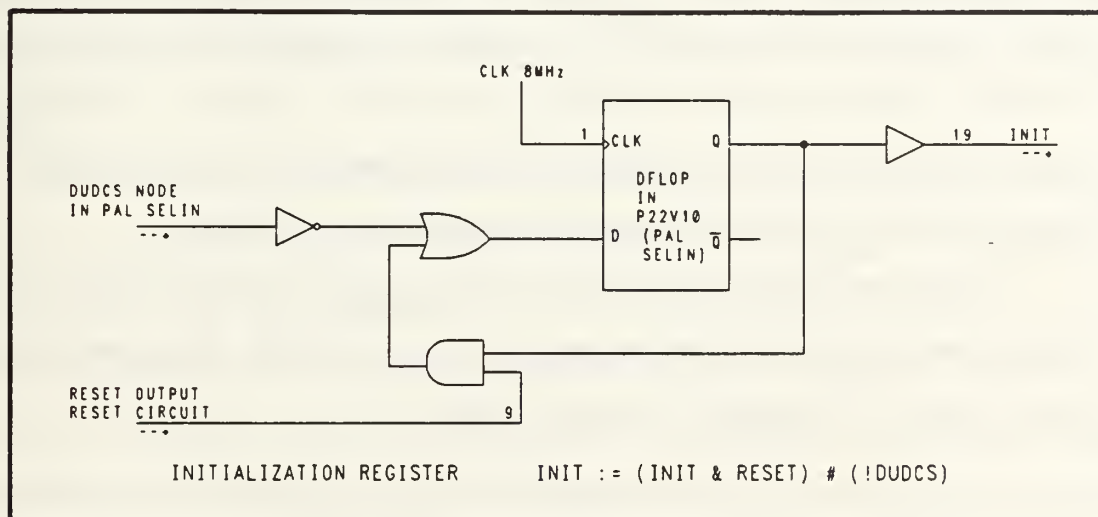 CLK 8MHz
1
CLK
Q
19
INIT
DFLOP
IN
P22V10
(PAL
SELIN)
DUDCS NODE
IN PAL SELIN
D
Q
RESET OUTPUT
RESET CIRCUIT
9
INITIALIZATION REGISTER INIT := (INIT & RESET) # (!DUDCS)